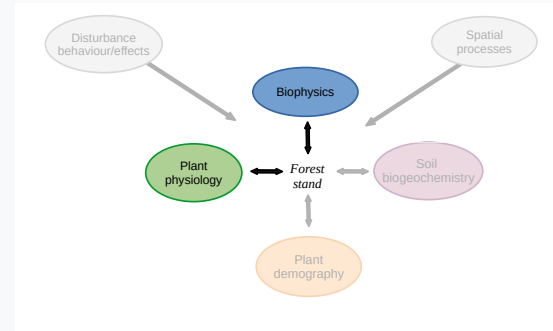 Disturbance
behaviour/effects
Spatial
processes
Biophysics
Plant
physiology
Forest
stand
Soil
biogeochemistry
Plant
demography